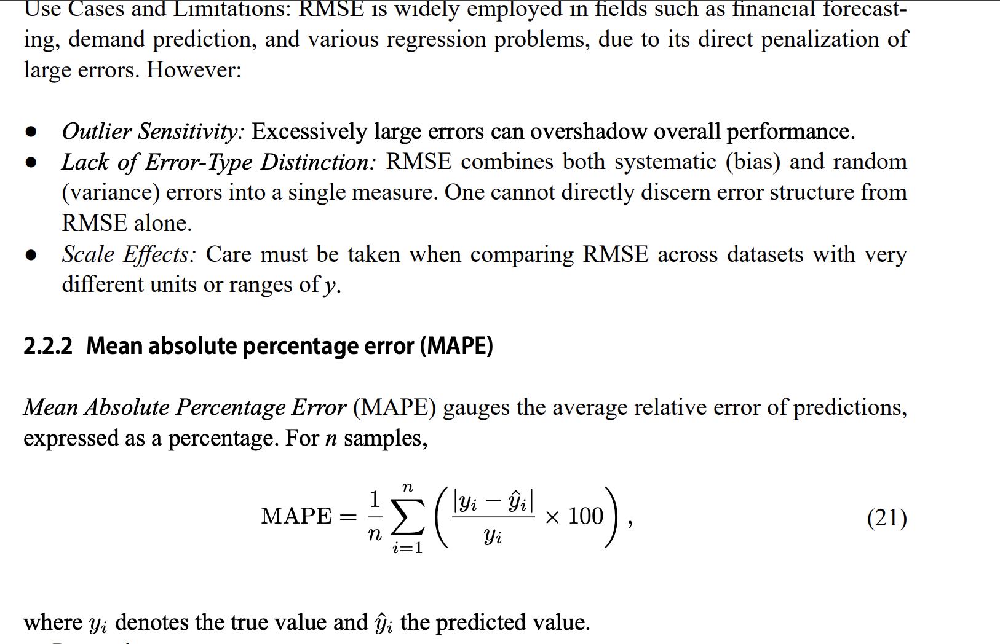 Use Cases and Limitations: RMSE is widely employed in fields such as financial forecast-
ing, demand prediction, and various regression problems, due to its direct penalization of
large errors. However:
● Outlier Sensitivity: Excessively large errors can overshadow overall performance.
● Lack of Error-Type Distinction: RMSE combines both systematic (bias) and random
(variance) errors into a single measure. One cannot directly discern error structure from
RMSE alone.
● Scale Effects: Care must be taken when comparing RMSE across datasets with very
different units or ranges of y.
2.2.2 Mean absolute percentage error (MAPE)
Mean Absolute Percentage Error (MAPE) gauges the average relative error of predictions,
expressed as a percentage. For n samples,
MAPE = \frac{1}{n} \sum_{i=1}^{n} \left( \frac{|y_i - \hat{y}_i|}{y_i} \times 100 \right), (21)
where y_i denotes the true value and ŷ_i the predicted value.